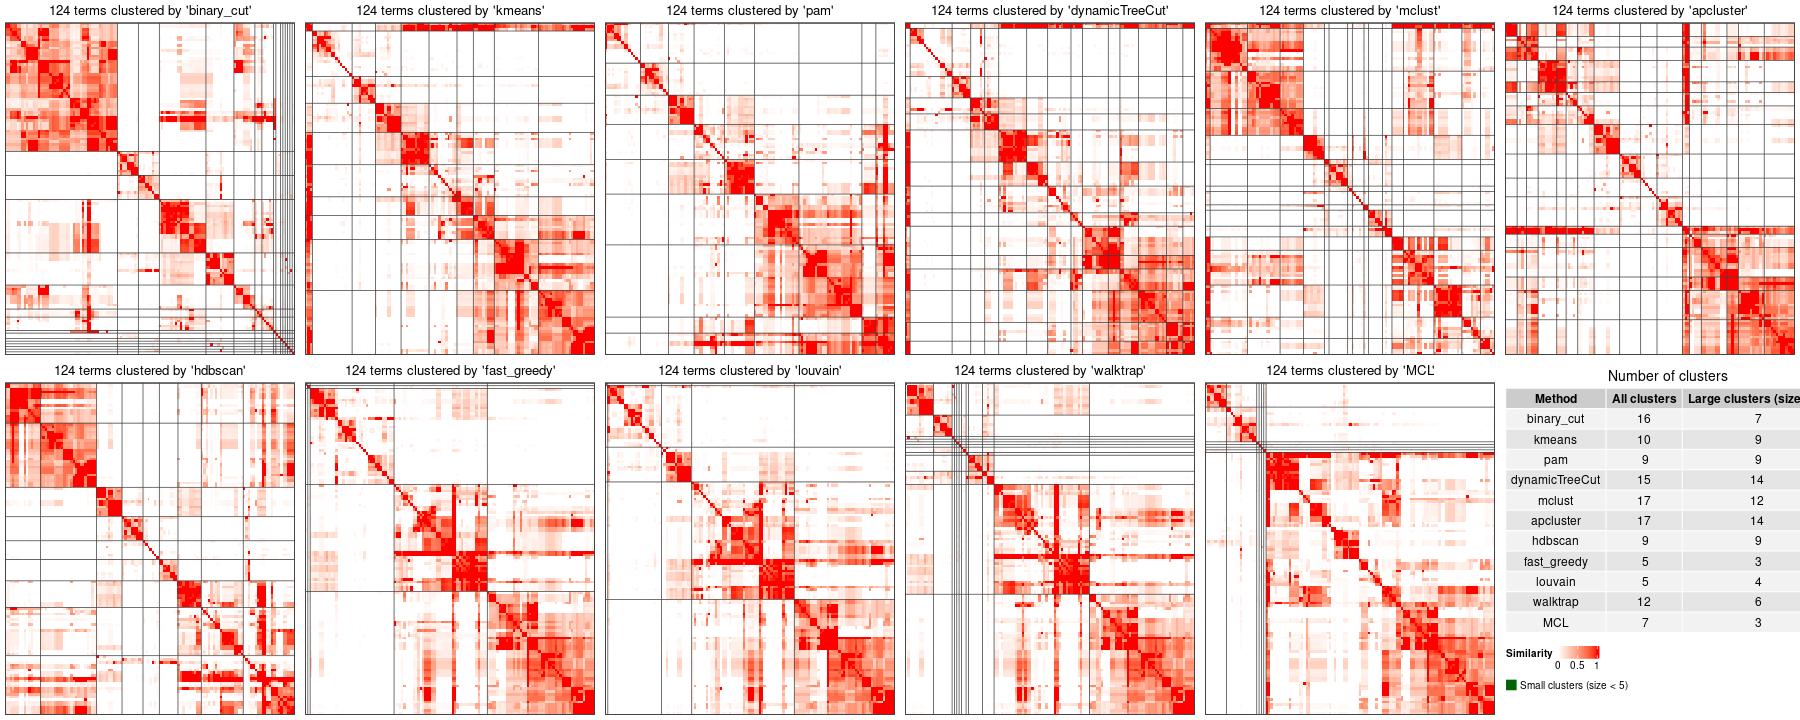 124 terms clustered by 'binary_cut'
124 terms clustered by 'kmeans'
124 terms clustered by 'pam'
124 terms clustered by 'dynamicTreeCut'
124 terms clustered by 'mclust'
124 terms clustered by 'apcluster'
124 terms clustered by 'hdbscan'
124 terms clustered by 'fast_greedy'
124 terms clustered by 'louvain'
124 terms clustered by 'walktrap'
124 terms clustered by 'MCL'
Number of clusters
Method All clusters Large clusters (size
binary_cut 16 7
kmeans 10 9
pam 9 9
dynamicTreeCut 15 14
mclust 17 12
apcluster 17 14
hdbscan 9 9
fast_greedy 5 3
louvain 5 4
walktrap 12 6
MCL 7 3
Similarity
0 0.5 1
Small clusters (size < 5)